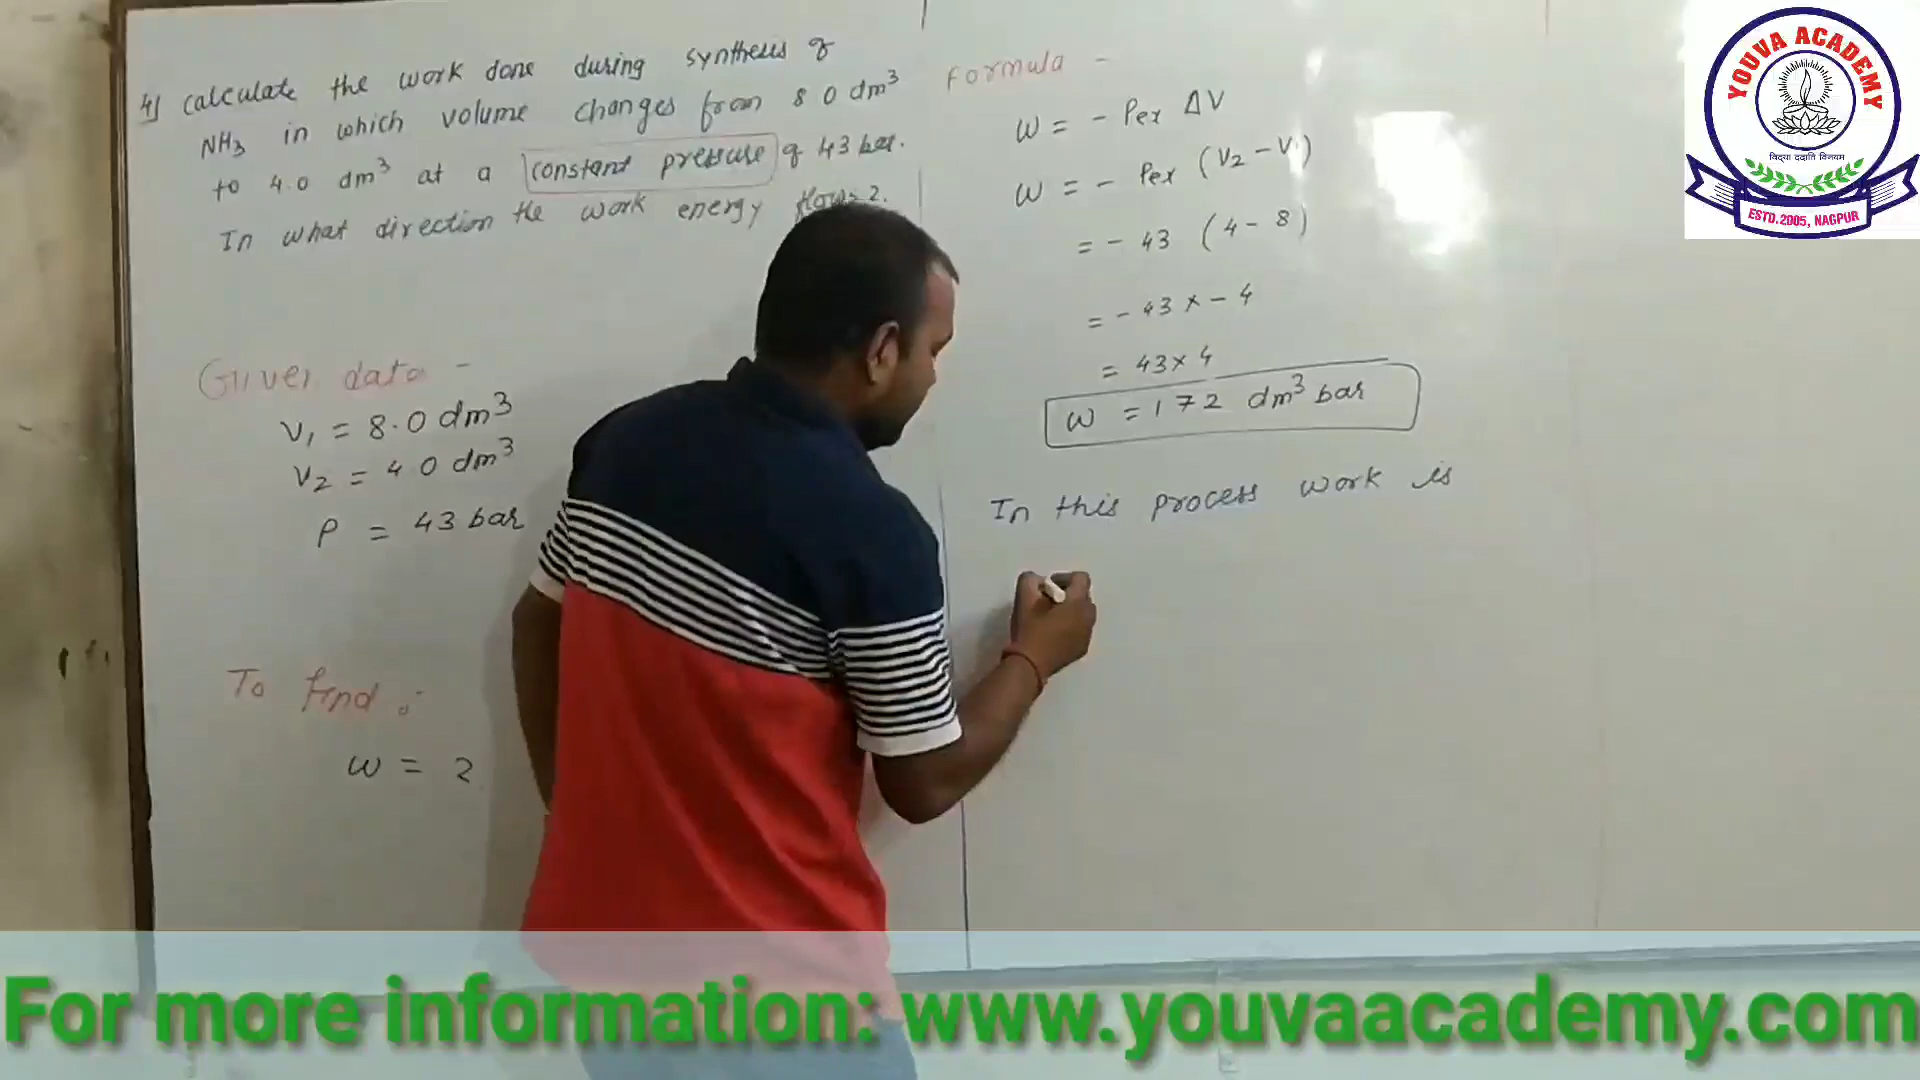 4) Calculate the work done during synthesis of
NH3 in which volume changes from 8.0 dm³
to 4.0 dm³ at a constant pressure of 43 bar.
In what direction the work energy flows?
Given data -
V₁ = 8.0 dm³
V₂ = 4.0 dm³
P = 43 bar
To find :
W = ?
Formula -
W = - Pex ΔV
W = - Pex (V₂ - V₁)
= - 43 (4 - 8)
= - 43 × - 4
= 43 × 4
W = 172 dm³ bar
In this process work is
YOUVA ACADEMY
विद्या ददाति विनयम
ESTD.2005, NAGPUR
For more information: www.youvaacademy.com